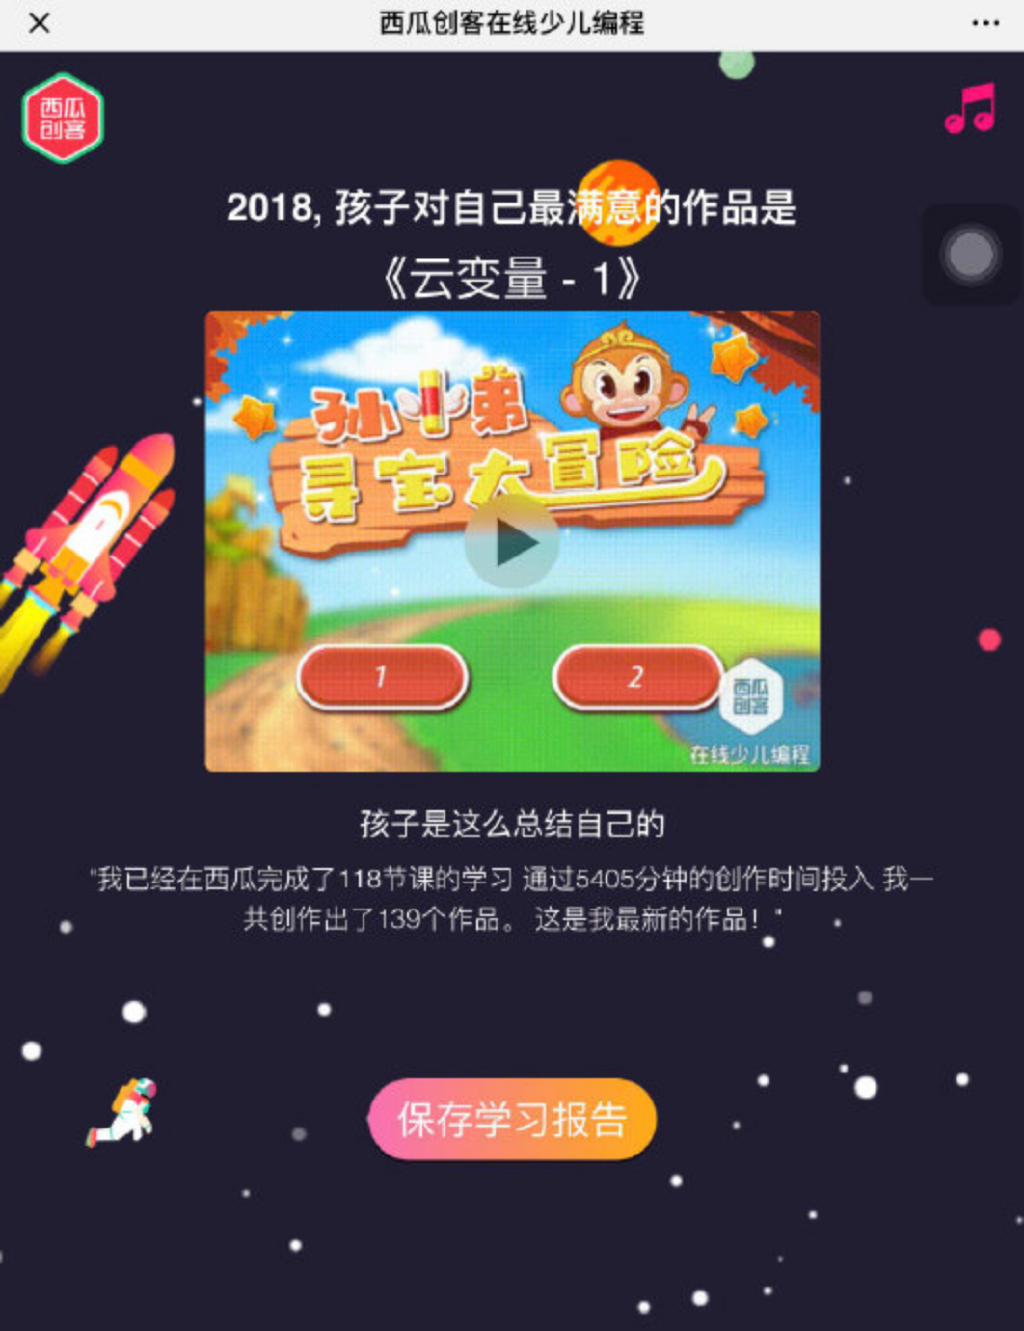 西瓜创客在线少儿编程
西瓜
创客
2018, 孩子对自己最满意的作品是
《云变量 - 1》
孙小弟
寻宝大冒险
1
2
西瓜
创客
在线少儿编程
孩子是这么总结自己的
"我已经在西瓜完成了118节课的学习 通过5405分钟的创作时间投入 我一
共创作出了139个作品。 这是我最新的作品！"
保存学习报告